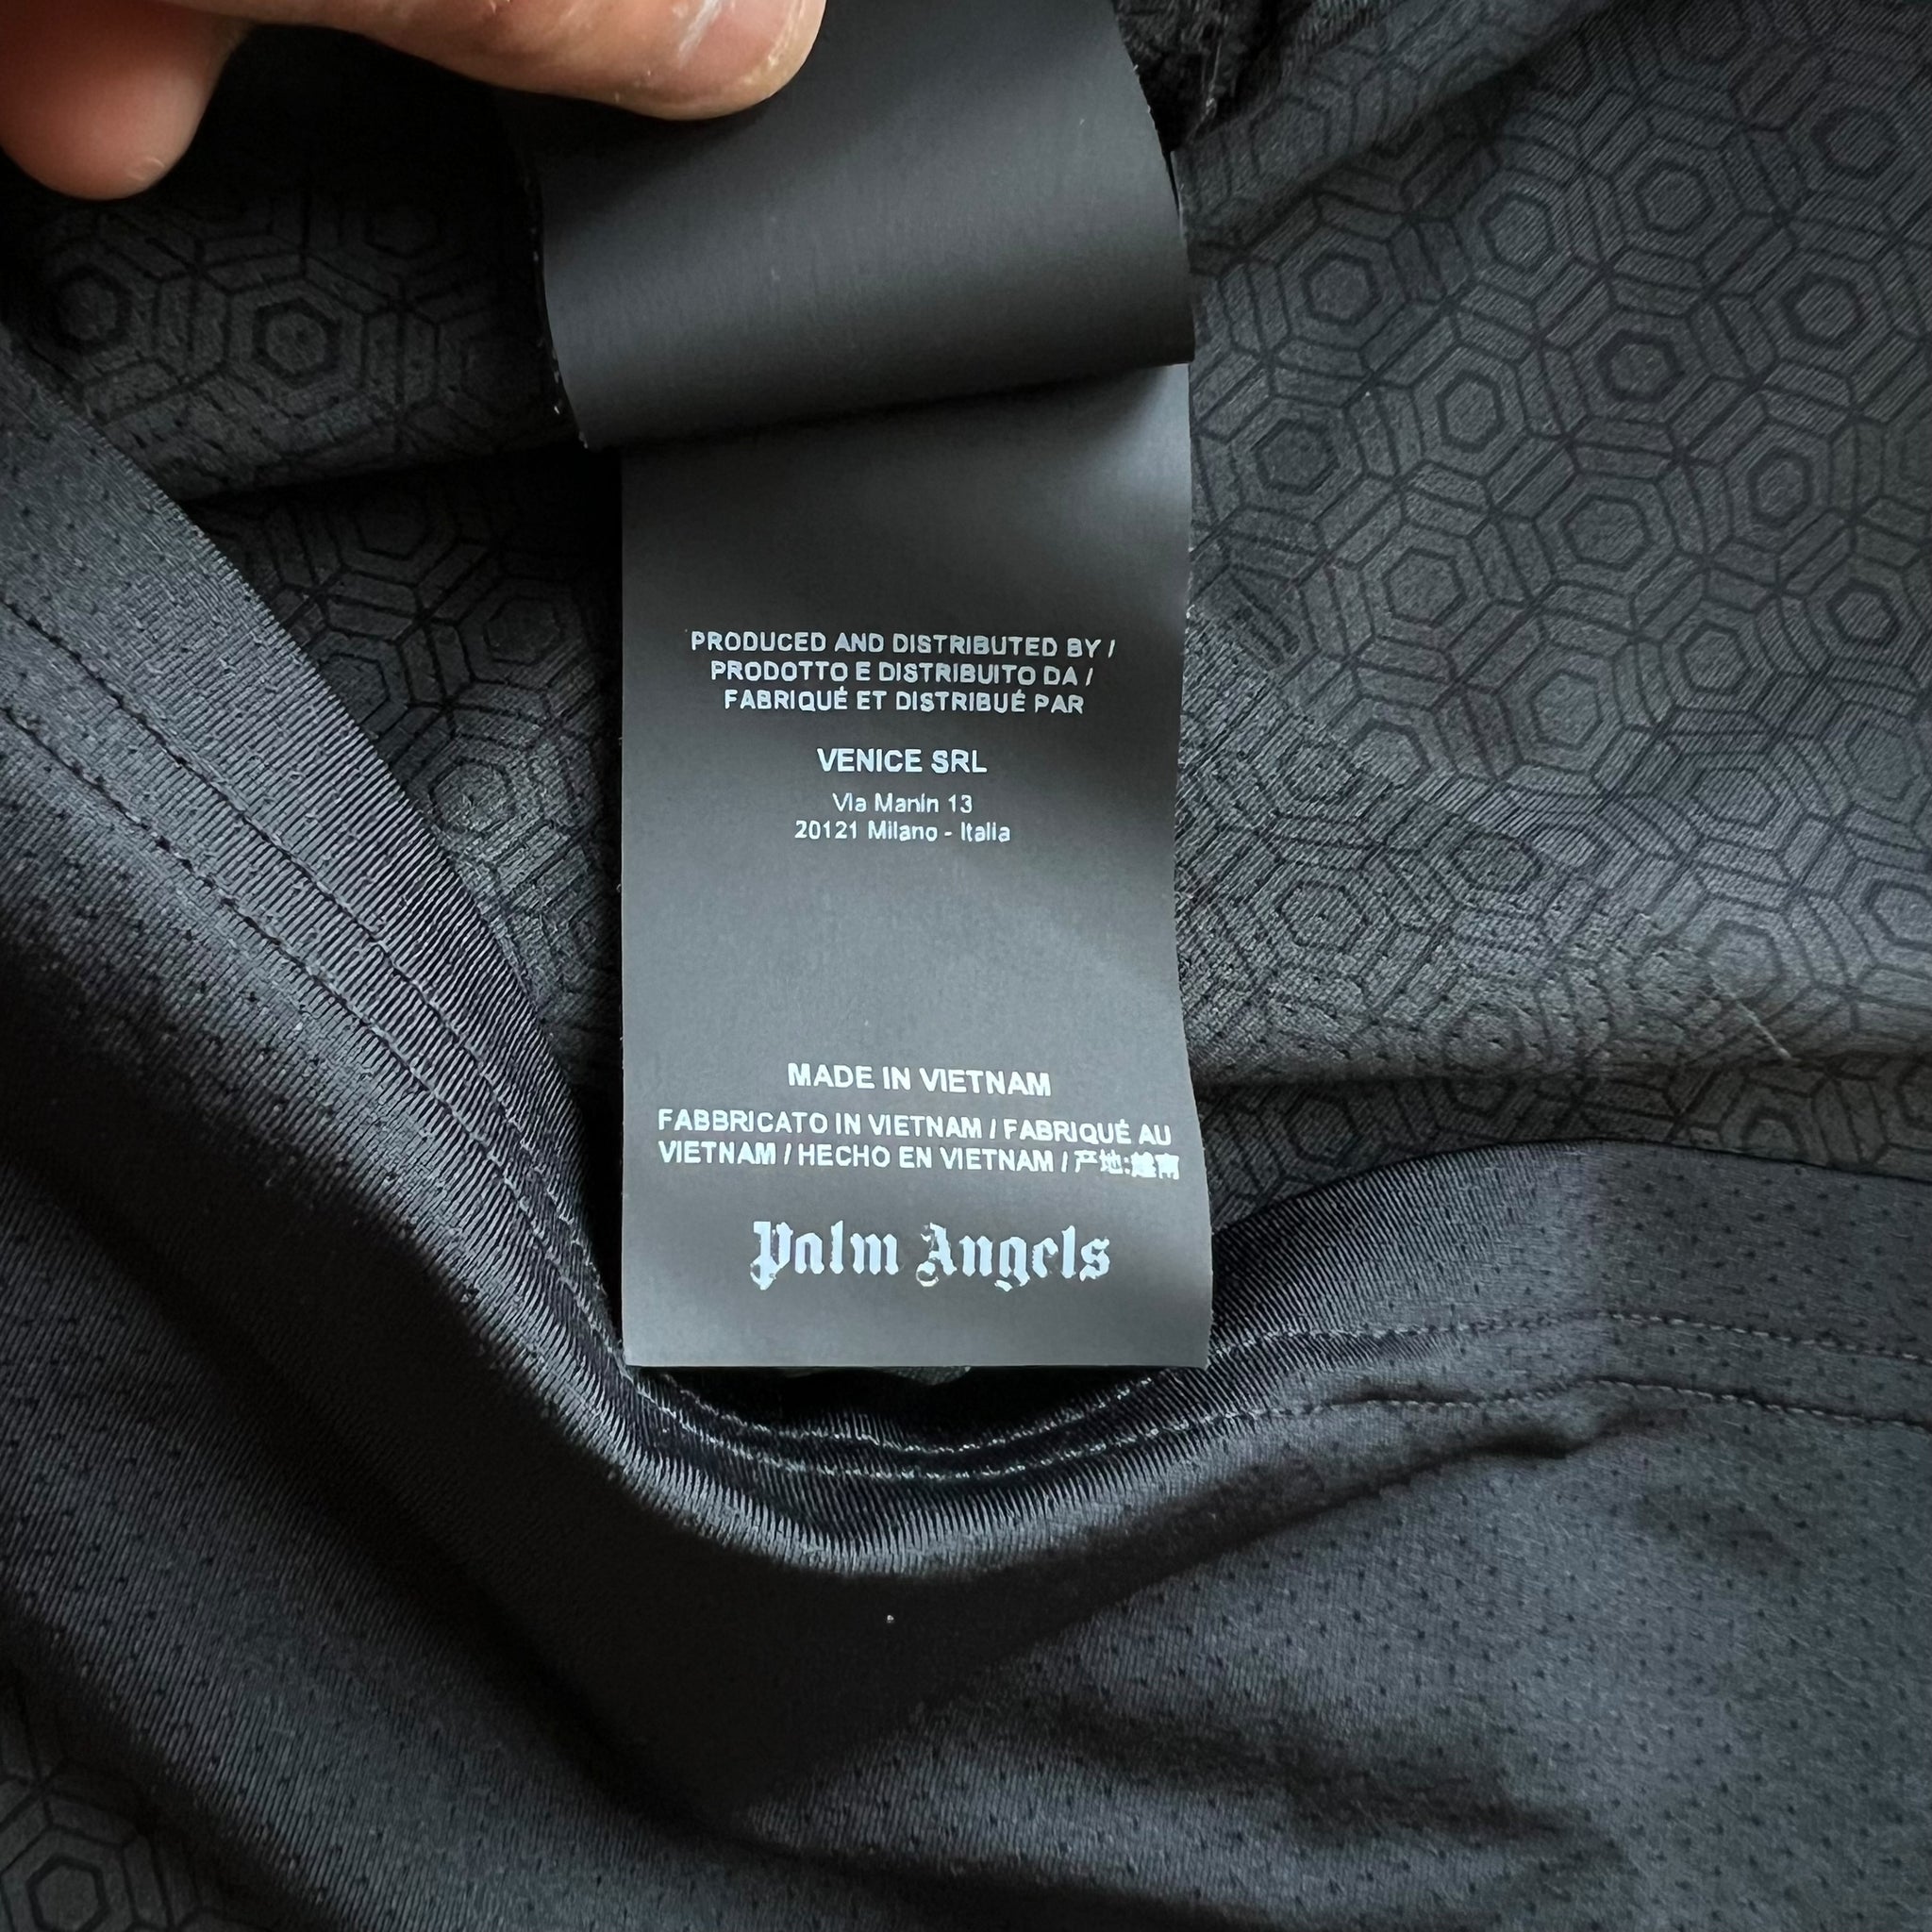 PRODUCED AND DISTRIBUTED BY /
PRODOTTO E DISTRIBUITO DA /
FABRIQUÉ ET DISTRIBUÉ PAR
VENICE SRL
Via Manin 13
20121 Milano - Italia
MADE IN VIETNAM
FABBRICATO IN VIETNAM / FABRIQUÉ AU
VIETNAM / HECHO EN VIETNAM / 产地:越南
Palm Angels